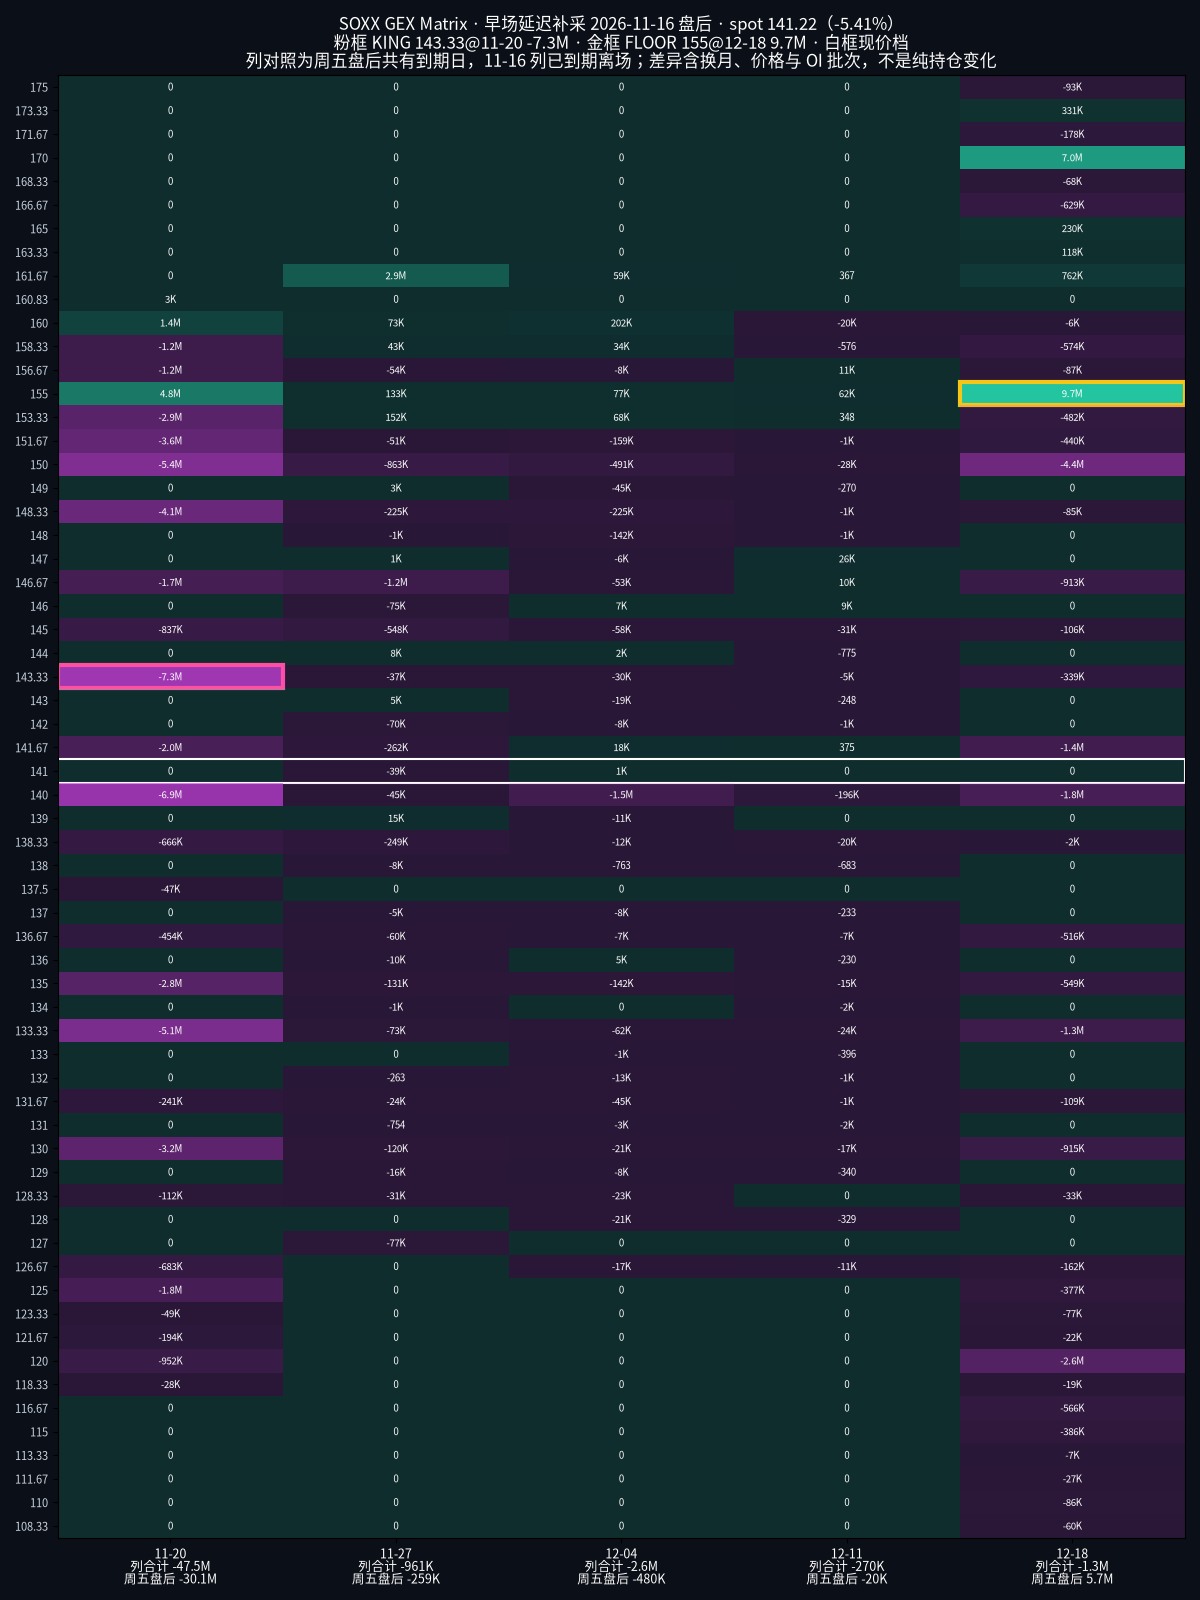 SOXX GEX Matrix · 早场延迟补采 2026-11-16 盘后 · spot 141.22（-5.41%）
粉框 KING 143.33@11-20 -7.3M · 金框 FLOOR 155@12-18 9.7M · 白框现价档
列对照为周五盘后共有到期日，11-16 列已到期离场；差异含换月、价格与 OI 批次，不是纯持仓变化
175 0 0 0 0 -93K
173.33 0 0 0 0 331K
171.67 0 0 0 0 -178K
170 0 0 0 0 7.0M
168.33 0 0 0 0 -68K
166.67 0 0 0 0 -629K
165 0 0 0 0 230K
163.33 0 0 0 0 118K
161.67 0 2.9M 59K 367 762K
160.83 3K 0 0 0 0
160 1.4M 73K 202K -20K -6K
158.33 -1.2M 43K 34K -576 -574K
156.67 -1.2M -54K -8K 11K -87K
155 4.8M 133K 77K 62K 9.7M
153.33 -2.9M 152K 68K 348 -482K
151.67 -3.6M -51K -159K -1K -440K
150 -5.4M -863K -491K -28K -4.4M
149 0 3K -45K -270 0
148.33 -4.1M -225K -225K -1K -85K
148 0 -1K -142K -1K 0
147 0 1K -6K 26K 0
146.67 -1.7M -1.2M -53K 10K -913K
146 0 -75K 7K 9K 0
145 -837K -548K -58K -31K -106K
144 0 8K 2K -775 0
143.33 -7.3M -37K -30K -5K -339K
143 0 5K -19K -248 0
142 0 -70K -8K -1K 0
141.67 -2.0M -262K 18K 375 -1.4M
141 0 -39K 1K 0 0
140 -6.9M -45K -1.5M -196K -1.8M
139 0 15K -11K 0 0
138.33 -666K -249K -12K -20K -2K
138 0 -8K -763 -683 0
137.5 -47K 0 0 0 0
137 0 -5K -8K -233 0
136.67 -454K -60K -7K -7K -516K
136 0 -10K 5K -230 0
135 -2.8M -131K -142K -15K -549K
134 0 -1K 0 -2K 0
133.33 -5.1M -73K -62K -24K -1.3M
133 0 0 -1K -396 0
132 0 -263 -13K -1K 0
131.67 -241K -24K -45K -1K -109K
131 0 -754 -3K -2K 0
130 -3.2M -120K -21K -17K -915K
129 0 -16K -8K -340 0
128.33 -112K -31K -23K 0 -33K
128 0 0 -21K -329 0
127 0 -77K 0 0 0
126.67 -683K 0 -17K -11K -162K
125 -1.8M 0 0 0 -377K
123.33 -49K 0 0 0 -77K
121.67 -194K 0 0 0 -22K
120 -952K 0 0 0 -2.6M
118.33 -28K 0 0 0 -19K
116.67 0 0 0 0 -566K
115 0 0 0 0 -386K
113.33 0 0 0 0 -7K
111.67 0 0 0 0 -27K
110 0 0 0 0 -86K
108.33 0 0 0 0 -60K
11-20 11-27 12-04 12-11 12-18
列合计 -47.5M 列合计 -961K 列合计 -2.6M 列合计 -270K 列合计 -1.3M
周五盘后 -30.1M 周五盘后 -259K 周五盘后 -480K 周五盘后 -20K 周五盘后 5.7M